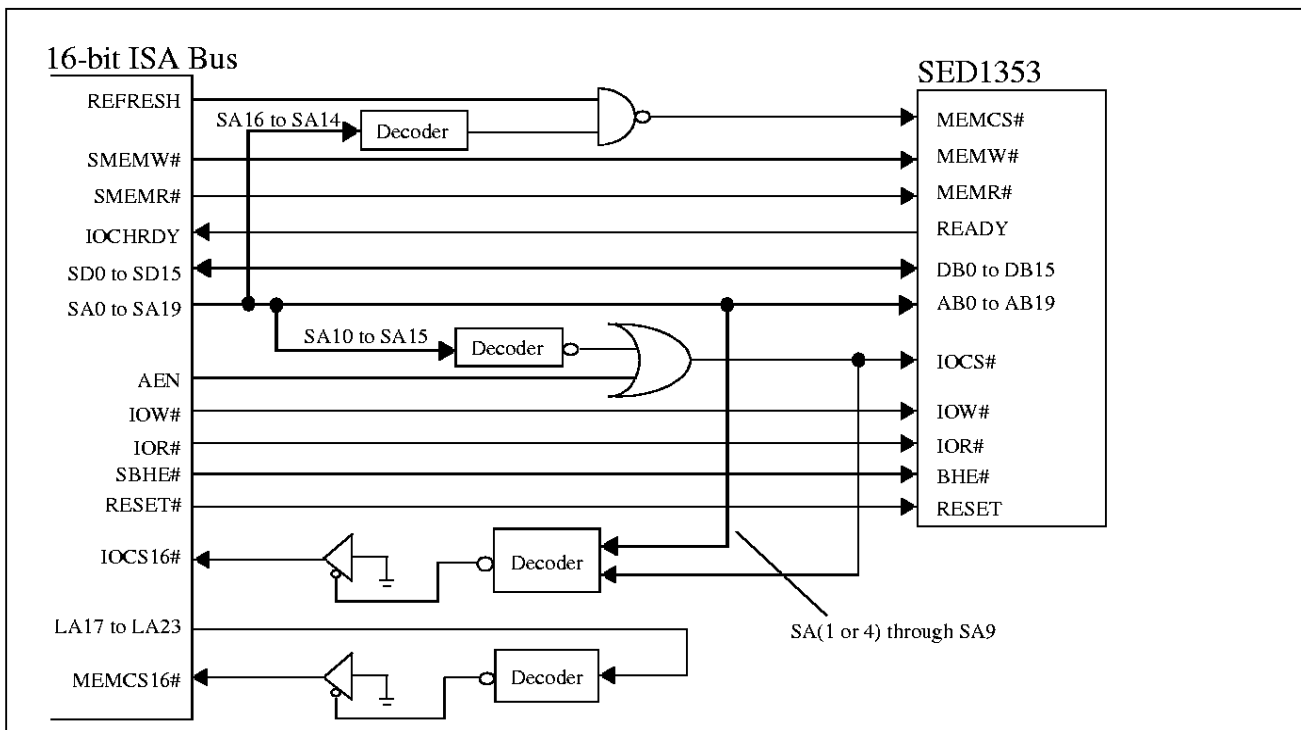 16-bit ISA Bus
SED1353
REFRESH
SA16 to SA14
Decoder
MEMCS#
SMEMW#
MEMW#
SMEMR#
MEMR#
IOCHRDY
READY
SD0 to SD15
DB0 to DB15
SA0 to SA19
AB0 to AB19
SA10 to SA15
Decoder
IOCS#
AEN
IOW#
IOW#
IOR#
IOR#
SBHE#
BHE#
RESET#
RESET
IOCS16#
Decoder
LA17 to LA23
SA(1 or 4) through SA9
MEMCS16#
Decoder